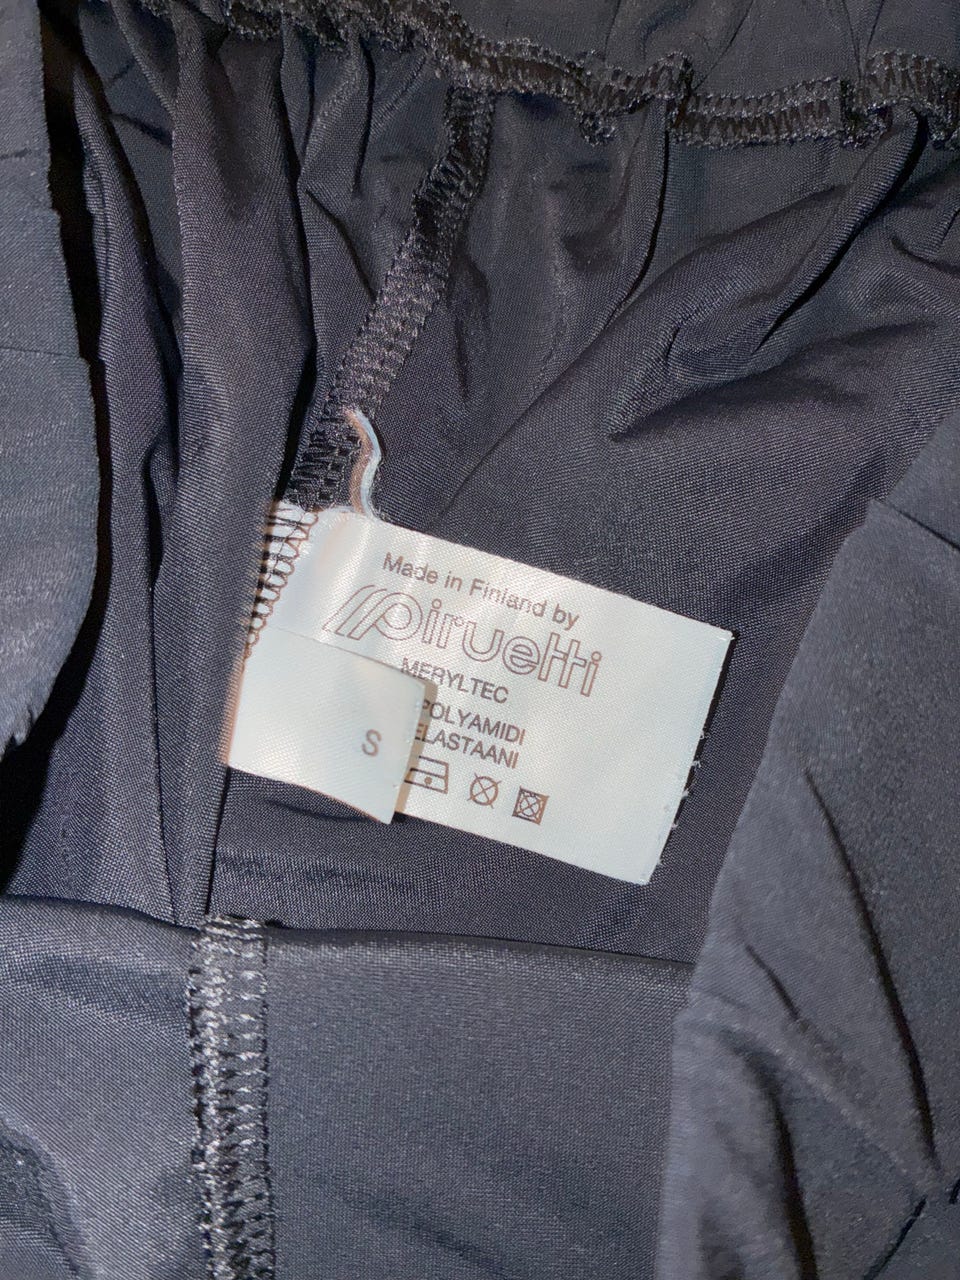 Made in Finland by
Piruetti
MERYLTEC
POLYAMIDI
ELASTAANI
S